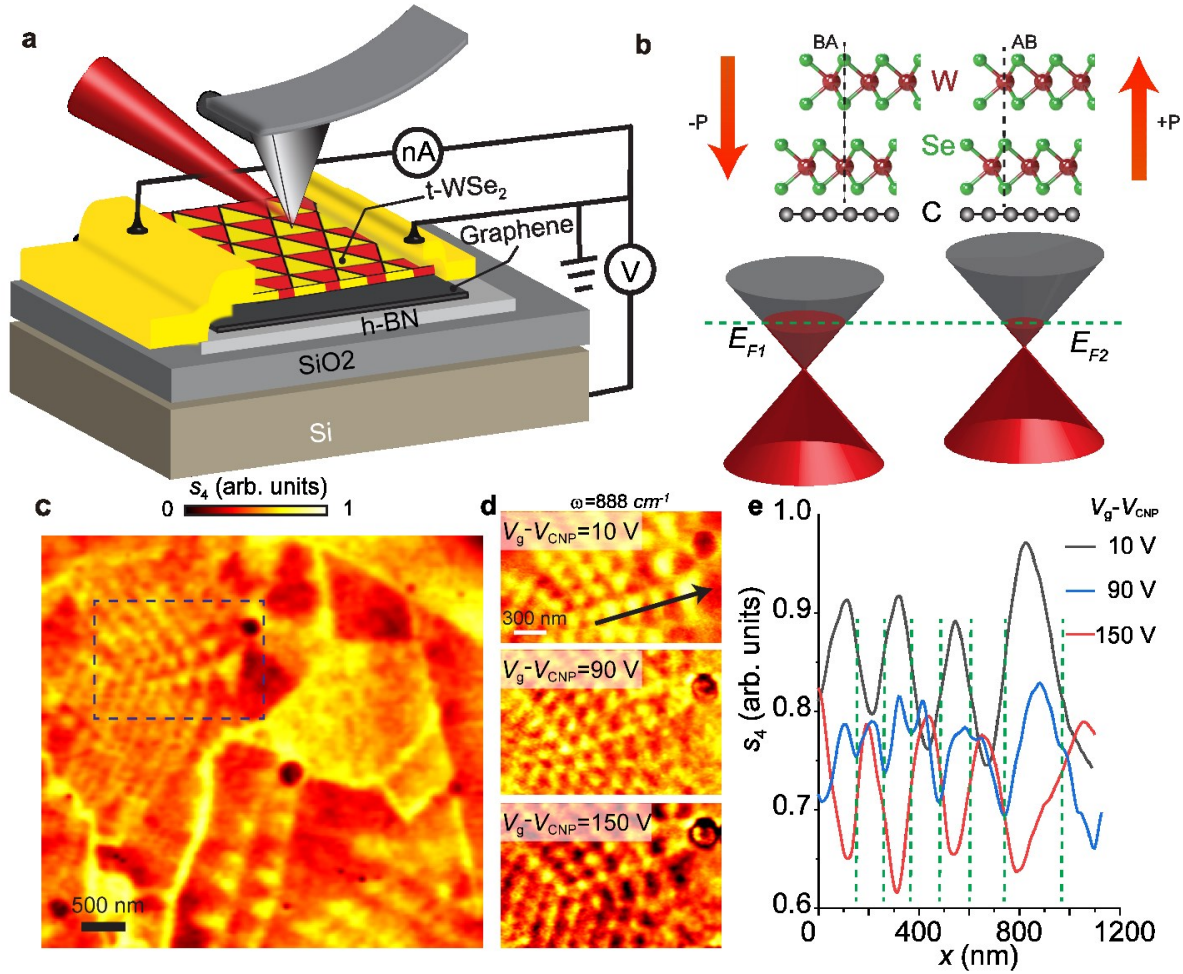 a
nA
t-WSe2
Graphene
V
h-BN
SiO2
Si
b
BA
AB
W
-P
+P
Se
C
EF1
EF2
s4 (arb. units)
0
1
c
500 nm
d
ω=888 cm-1
Vg-VCNP=10 V
300 nm
Vg-VCNP=90 V
Vg-VCNP=150 V
e
Vg-VCNP
10 V
90 V
150 V
1.0
0.9
0.8
0.7
0.6
s4 (arb. units)
0
400
800
1200
x (nm)